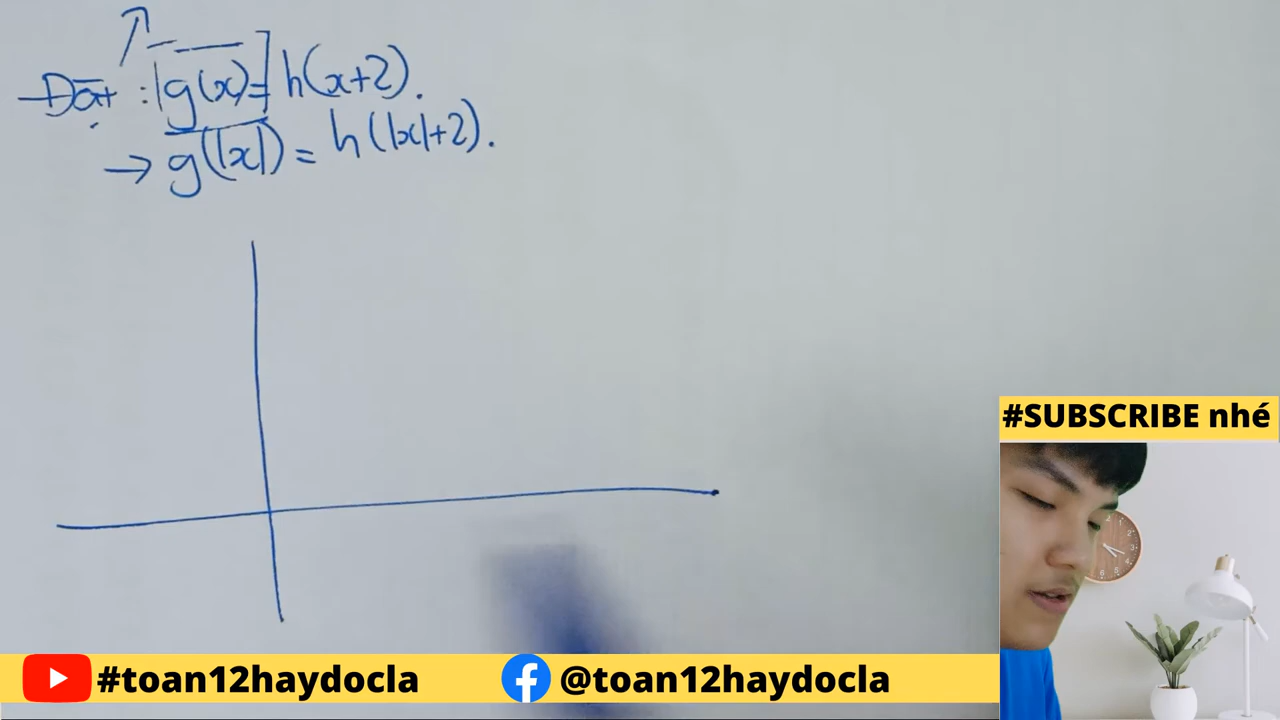 Đặt : g(x) = h(x+2).
→ g(|x|) = h(|x|+2).
#SUBSCRIBE nhé
#toan12haydocla
@toan12haydocla